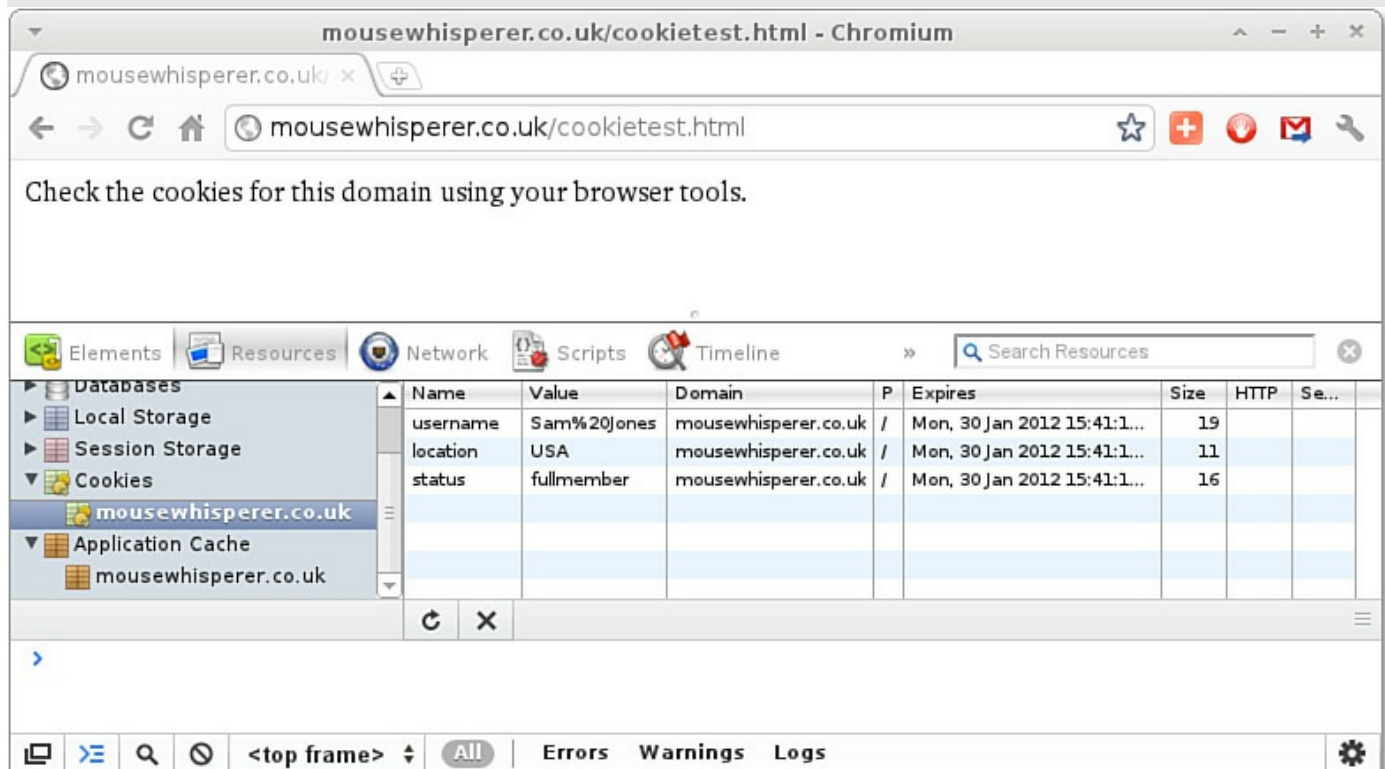 mousewhisperer.co.uk/cookietest.html - Chromium
mousewhisperer.co.uk/
mousewhisperer.co.uk/cookietest.html
Check the cookies for this domain using your browser tools.
Elements Resources Network Scripts Timeline » Search Resources
Databases
Local Storage
Session Storage
Cookies
mousewhisperer.co.uk
Application Cache
mousewhisperer.co.uk
Name Value Domain P Expires Size HTTP Se...
username Sam%20Jones mousewhisperer.co.uk / Mon, 30 Jan 2012 15:41:1... 19
location USA mousewhisperer.co.uk / Mon, 30 Jan 2012 15:41:1... 11
status fullmember mousewhisperer.co.uk / Mon, 30 Jan 2012 15:41:1... 16
<top frame> All Errors Warnings Logs